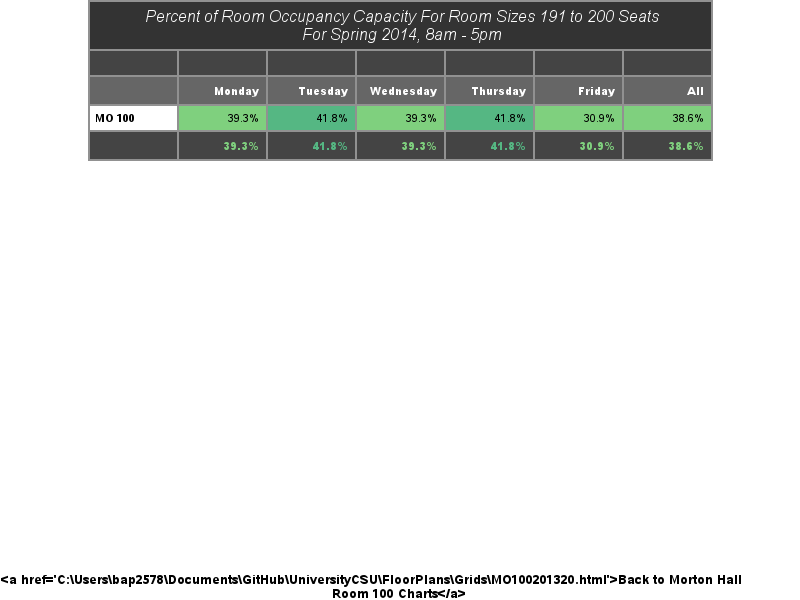 Percent of Room Occupancy Capacity For Room Sizes 191 to 200 Seats
For Spring 2014, 8am - 5pm
Monday Tuesday Wednesday Thursday Friday All
MO 100 39.3% 41.8% 39.3% 41.8% 30.9% 38.6%
39.3% 41.8% 39.3% 41.8% 30.9% 38.6%
<a href='C:\Users\bap2578\Documents\GitHub\UniversityCSU\FloorPlans\Grids\MO100201320.html'>Back to Morton Hall
Room 100 Charts</a>